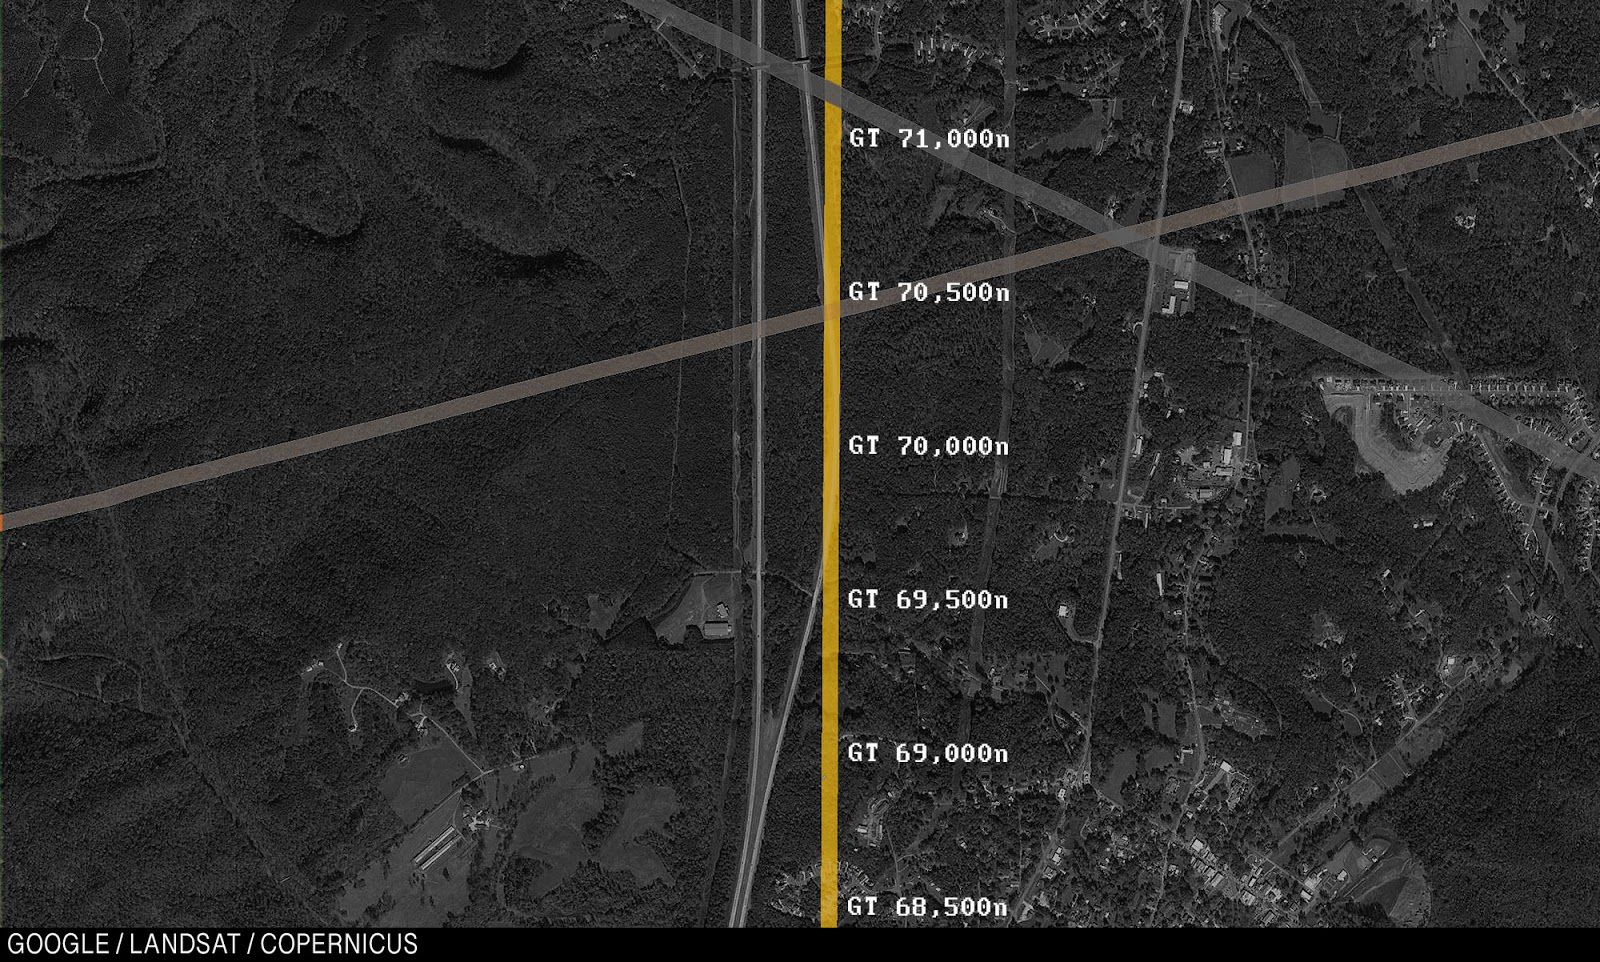 GT 71,000n
GT 70,500n
GT 70,000n
GT 69,500n
GT 69,000n
GT 68,500n
GOOGLE / LANDSAT / COPERNICUS